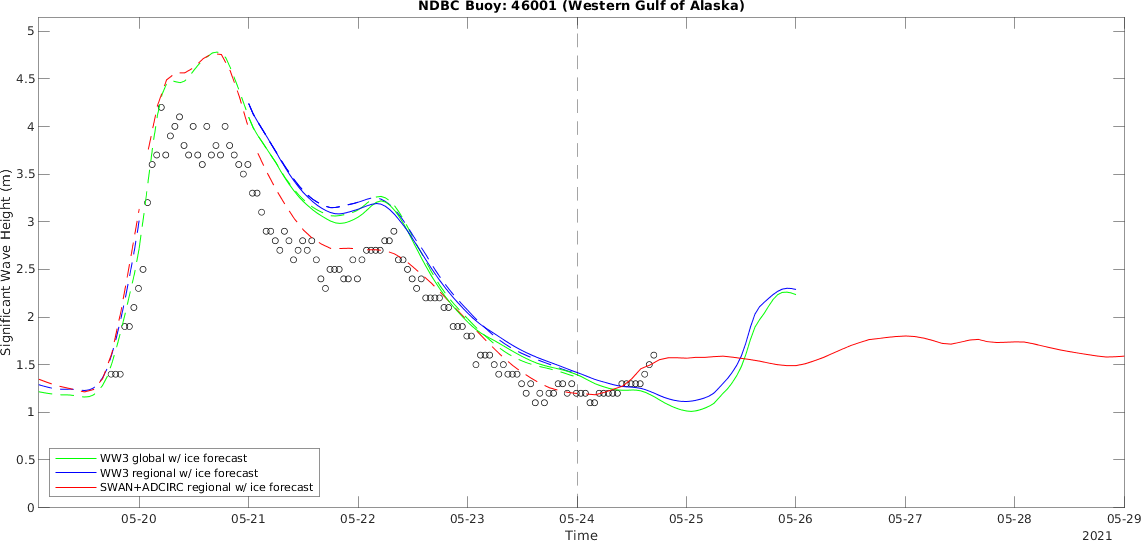 NDBC Buoy: 46001 (Western Gulf of Alaska)
5
4.5
4
3.5
3
2.5
2
1.5
1
0.5
0
Significant Wave Height (m)
WW3 global w/ ice forecast
WW3 regional w/ ice forecast
SWAN+ADCIRC regional w/ ice forecast
05-20 05-21 05-22 05-23 05-24 05-25 05-26 05-27 05-28 05-29
Time
2021